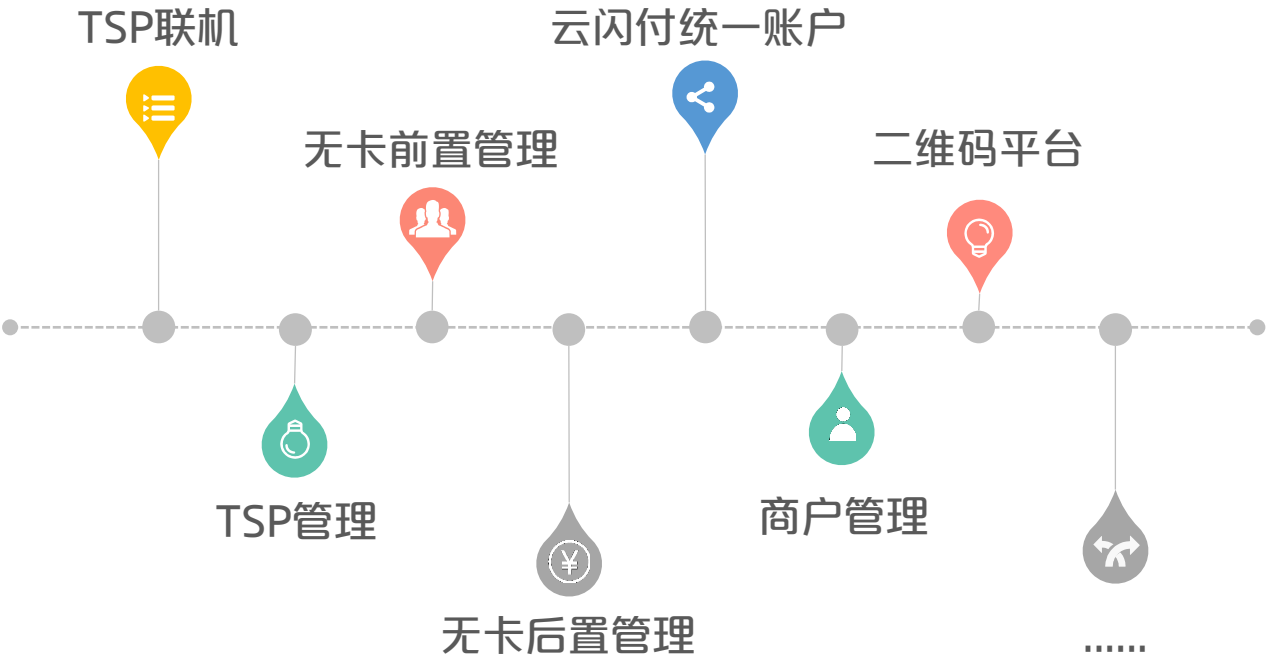 TSP联机
云闪付统一账户
无卡前置管理
二维码平台
TSP管理
商户管理
无卡后置管理
......